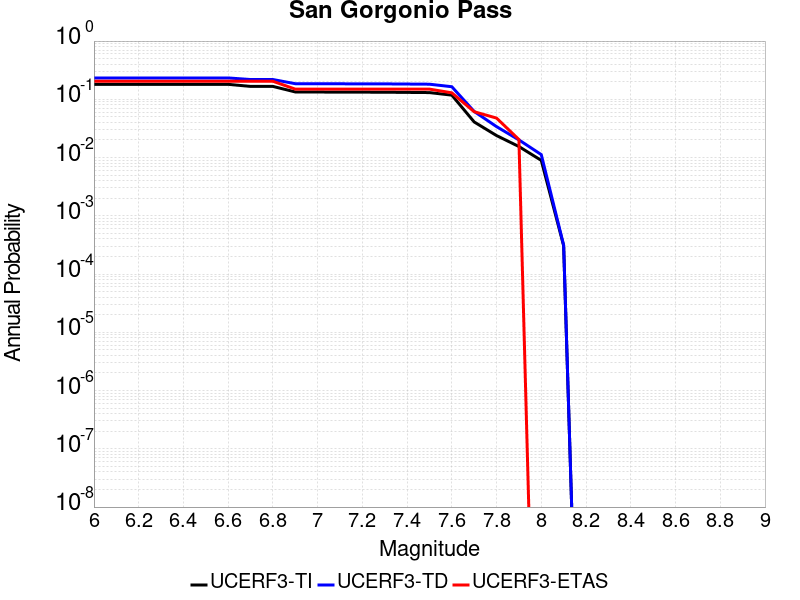 San Gorgonio Pass
Annual Probability
10^0
10^-1
10^-2
10^-3
10^-4
10^-5
10^-6
10^-7
10^-8
6 6.2 6.4 6.6 6.8 7 7.2 7.4 7.6 7.8 8 8.2 8.4 8.6 8.8 9
Magnitude
UCERF3-TI UCERF3-TD UCERF3-ETAS